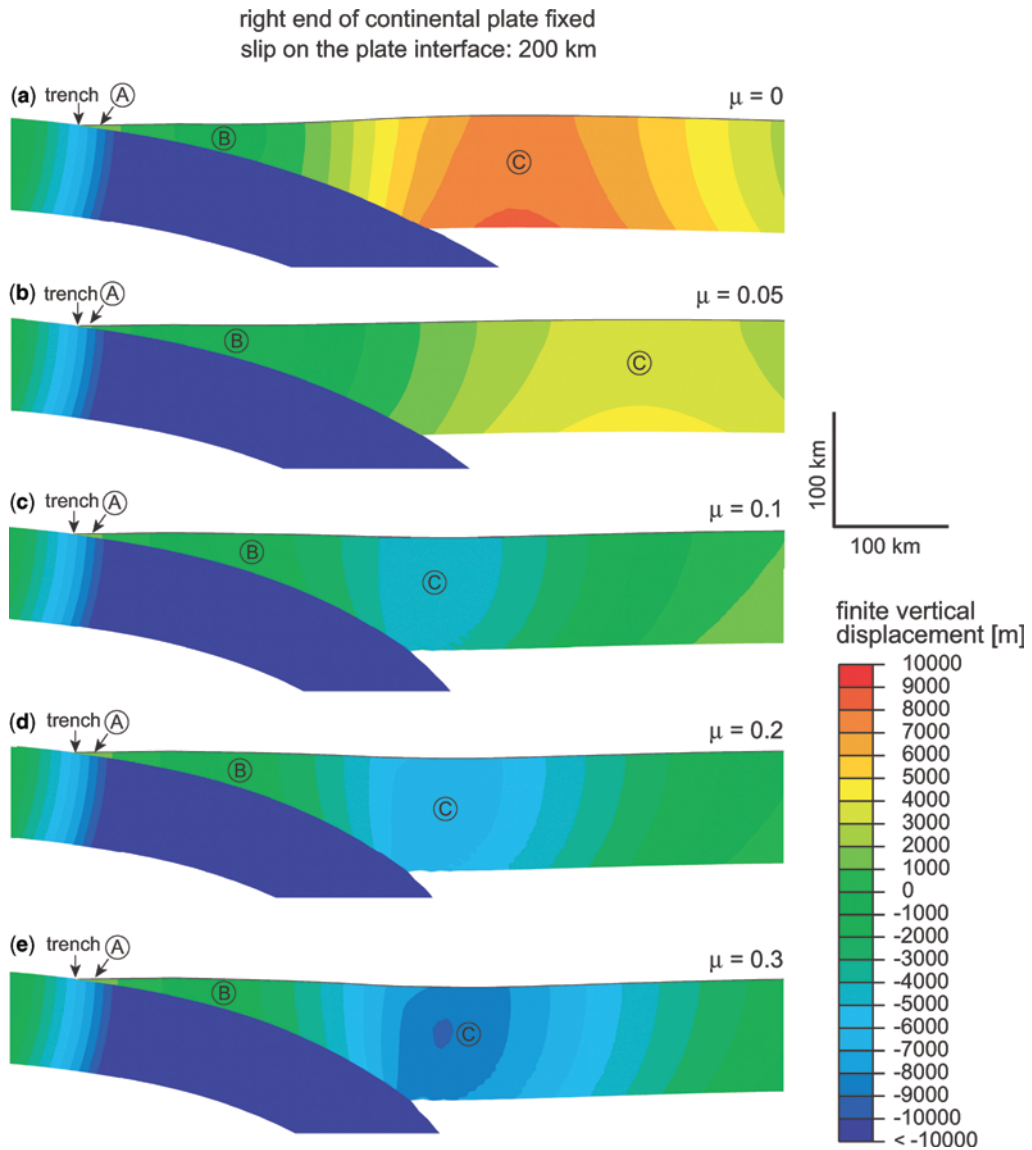 right end of continental plate fixed
slip on the plate interface: 200 km
(a) trench A
μ = 0
B
C
(b) trench A
μ = 0.05
B
C
(c) trench A
μ = 0.1
B
C
(d) trench A
μ = 0.2
B
C
(e) trench A
μ = 0.3
B
C
100 km
100 km
finite vertical
displacement [m]
10000
9000
8000
7000
6000
5000
4000
3000
2000
1000
0
-1000
-2000
-3000
-4000
-5000
-6000
-7000
-8000
-9000
-10000
< -10000